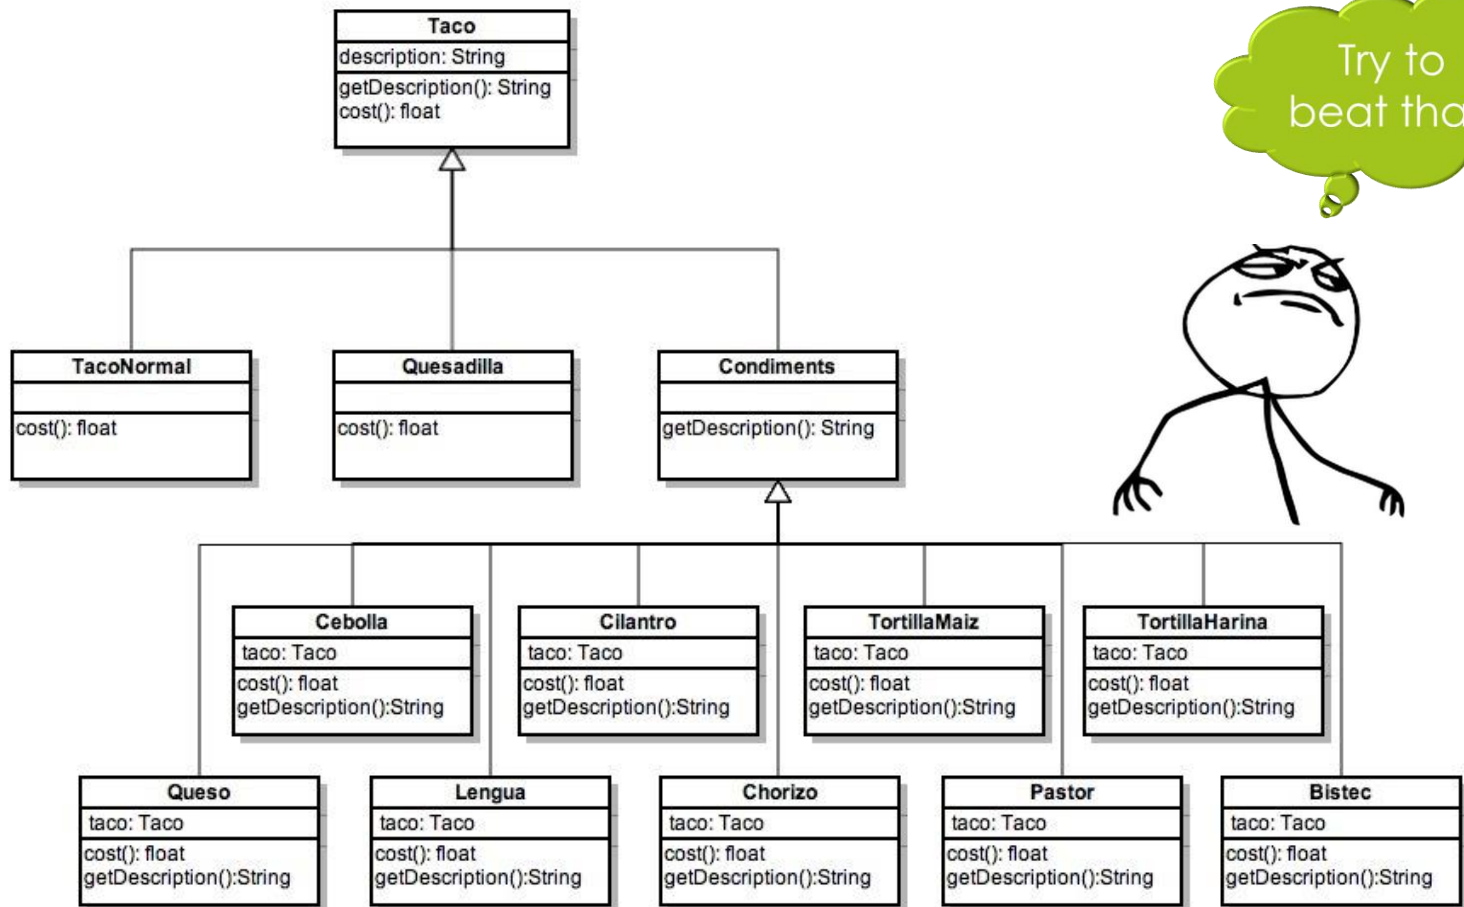 Taco
description: String
getDescription(): String
cost(): float
Try to
beat
TacoNormal
cost(): float
Quesadilla
cost(): float
Condiments
getDescription(): String
Cebolla
taco: Taco
cost(): float
getDescription():String
Cilantro
taco: Taco
cost(): float
getDescription():String
TortillaMaiz
taco: Taco
cost(): float
getDescription():String
TortillaHarina
taco: Taco
cost(): float
getDescription():String
Queso
taco: Taco
cost(): float
getDescription():String
Lengua
taco: Taco
cost(): float
getDescription():String
Chorizo
taco: Taco
cost(): float
getDescription():String
Pastor
taco: Taco
cost(): float
getDescription():String
Bistec
taco: Taco
cost(): float
getDescription():String